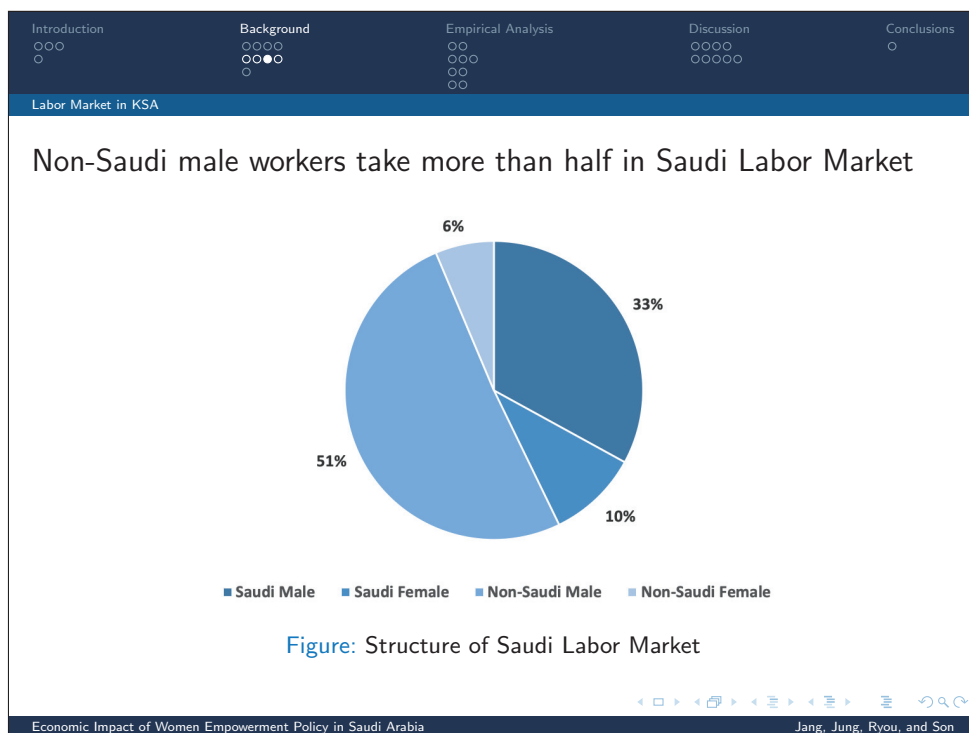 Introduction Background Empirical Analysis Discussion Conclusions
Labor Market in KSA
Non-Saudi male workers take more than half in Saudi Labor Market
6%
33%
51%
10%
Saudi Male Saudi Female Non-Saudi Male Non-Saudi Female
Figure: Structure of Saudi Labor Market
Economic Impact of Women Empowerment Policy in Saudi Arabia Jang, Jung, Ryou, and Son